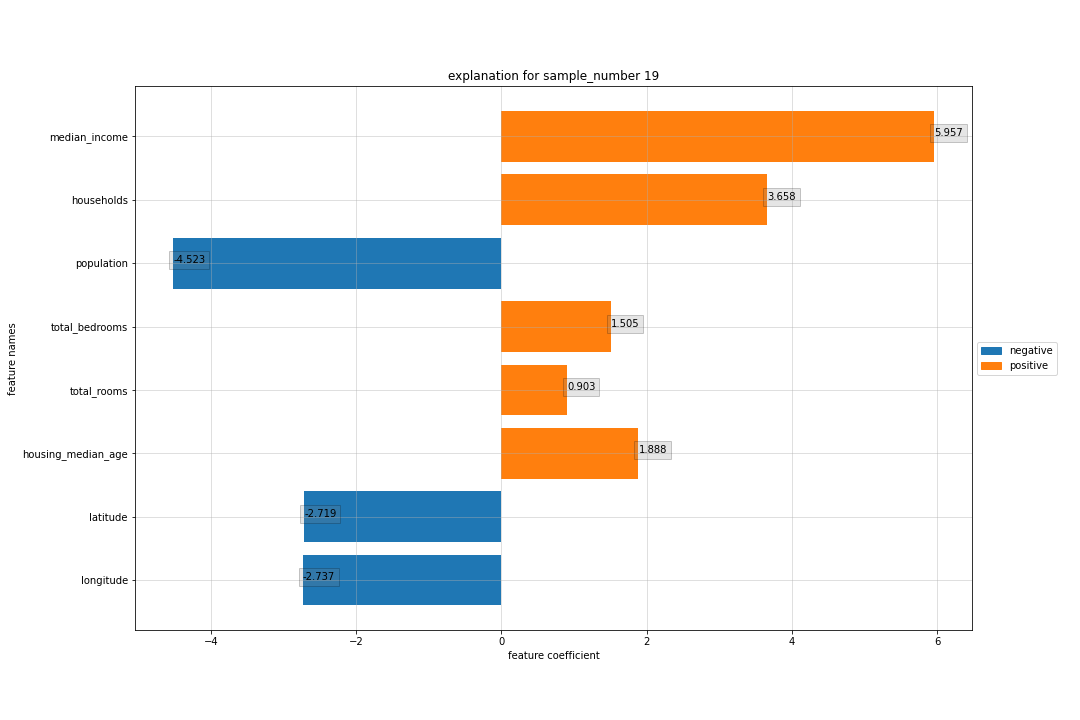 explanation for sample_number 19
median_income
5.957
households
3.658
population
-4.523
total_bedrooms
1.505
total_rooms
0.903
housing_median_age
1.888
latitude
-2.719
longitude
-2.737
feature names
negative
positive
−4
−2
0
2
4
6
feature coefficient